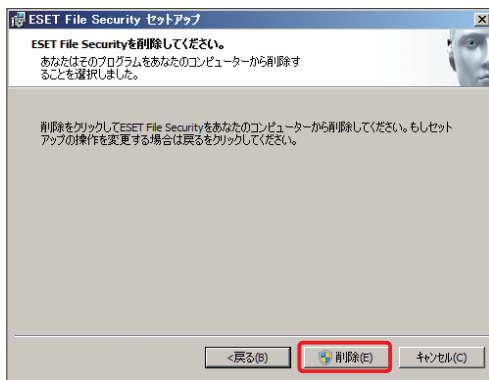 ESET File Security セットアップ
ESET File Securityを削除してください。
あなたはそのプログラムをあなたのコンピューターから削除す
ることを選択しました。
削除をクリックしてESET File Securityをあなたのコンピューターから削除してください。もしセット
アップの操作を変更する場合は戻るをクリックしてください。
<戻る(B)
削除(E)
キャンセル(C)